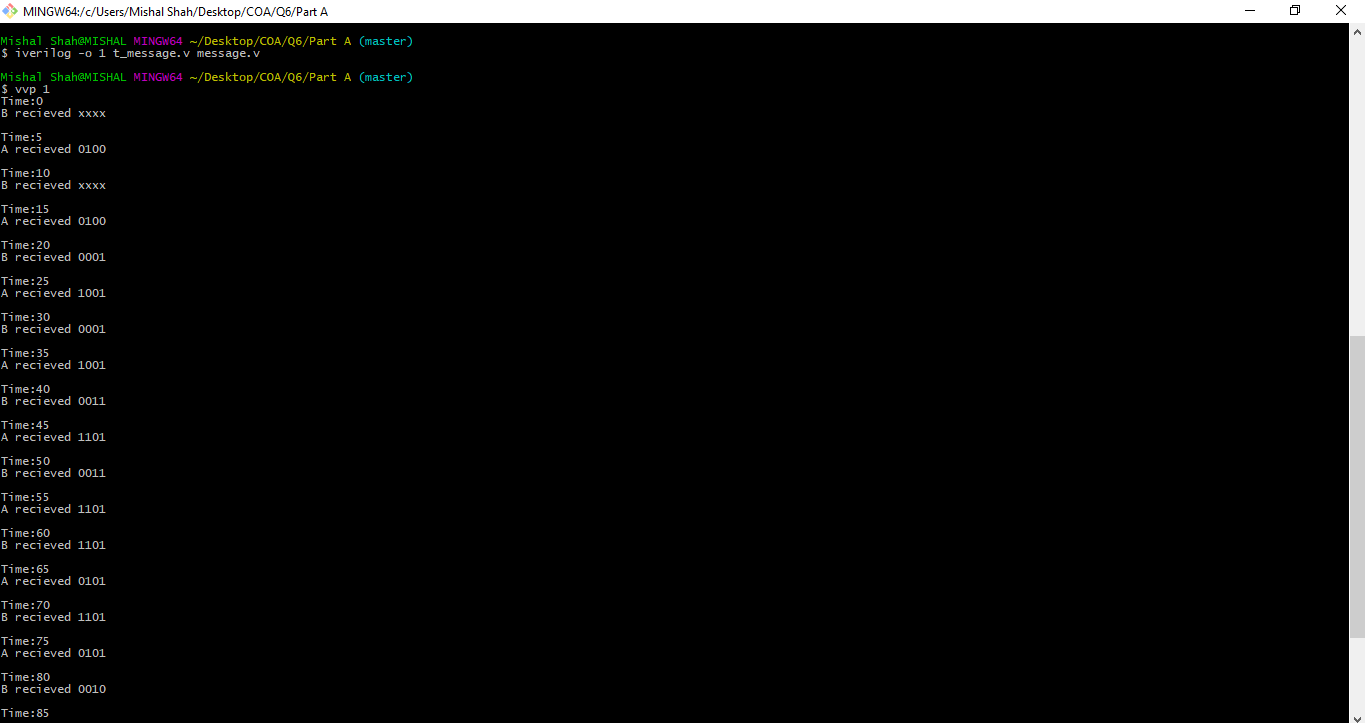 MINGW64:/c/Users/Mishal Shah/Desktop/COA/Q6/Part A
Mishal Shah@MISHAL MINGW64 ~/Desktop/COA/Q6/Part A (master)
$ iverilog -o 1 t_message.v message.v
Mishal Shah@MISHAL MINGW64 ~/Desktop/COA/Q6/Part A (master)
$ vvp 1
Time:0
B recieved xxxx
Time:5
A recieved 0100
Time:10
B recieved xxxx
Time:15
A recieved 0100
Time:20
B recieved 0001
Time:25
A recieved 1001
Time:30
B recieved 0001
Time:35
A recieved 1001
Time:40
B recieved 0011
Time:45
A recieved 1101
Time:50
B recieved 0011
Time:55
A recieved 1101
Time:60
B recieved 1101
Time:65
A recieved 0101
Time:70
B recieved 1101
Time:75
A recieved 0101
Time:80
B recieved 0010
Time:85